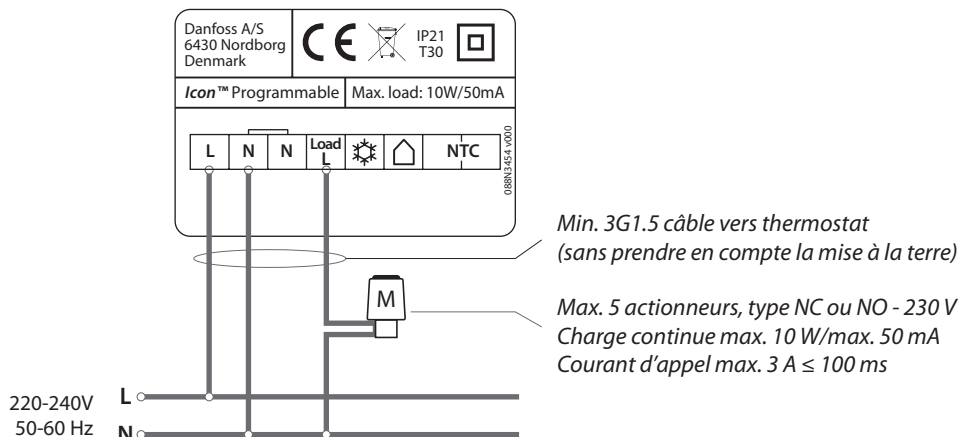 Danfoss A/S
6430 Nordborg
Denmark
CE
IP21
T30
Icon™ Programmable
Max. load: 10W/50mA
L N N Load L NTC
088N3454 v000
Min. 3G1.5 câble vers thermostat
(sans prendre en compte la mise à la terre)
M
Max. 5 actionneurs, type NC ou NO - 230 V
Charge continue max. 10 W/max. 50 mA
Courant d’appel max. 3 A ≤ 100 ms
220-240V
50-60 Hz
L
N